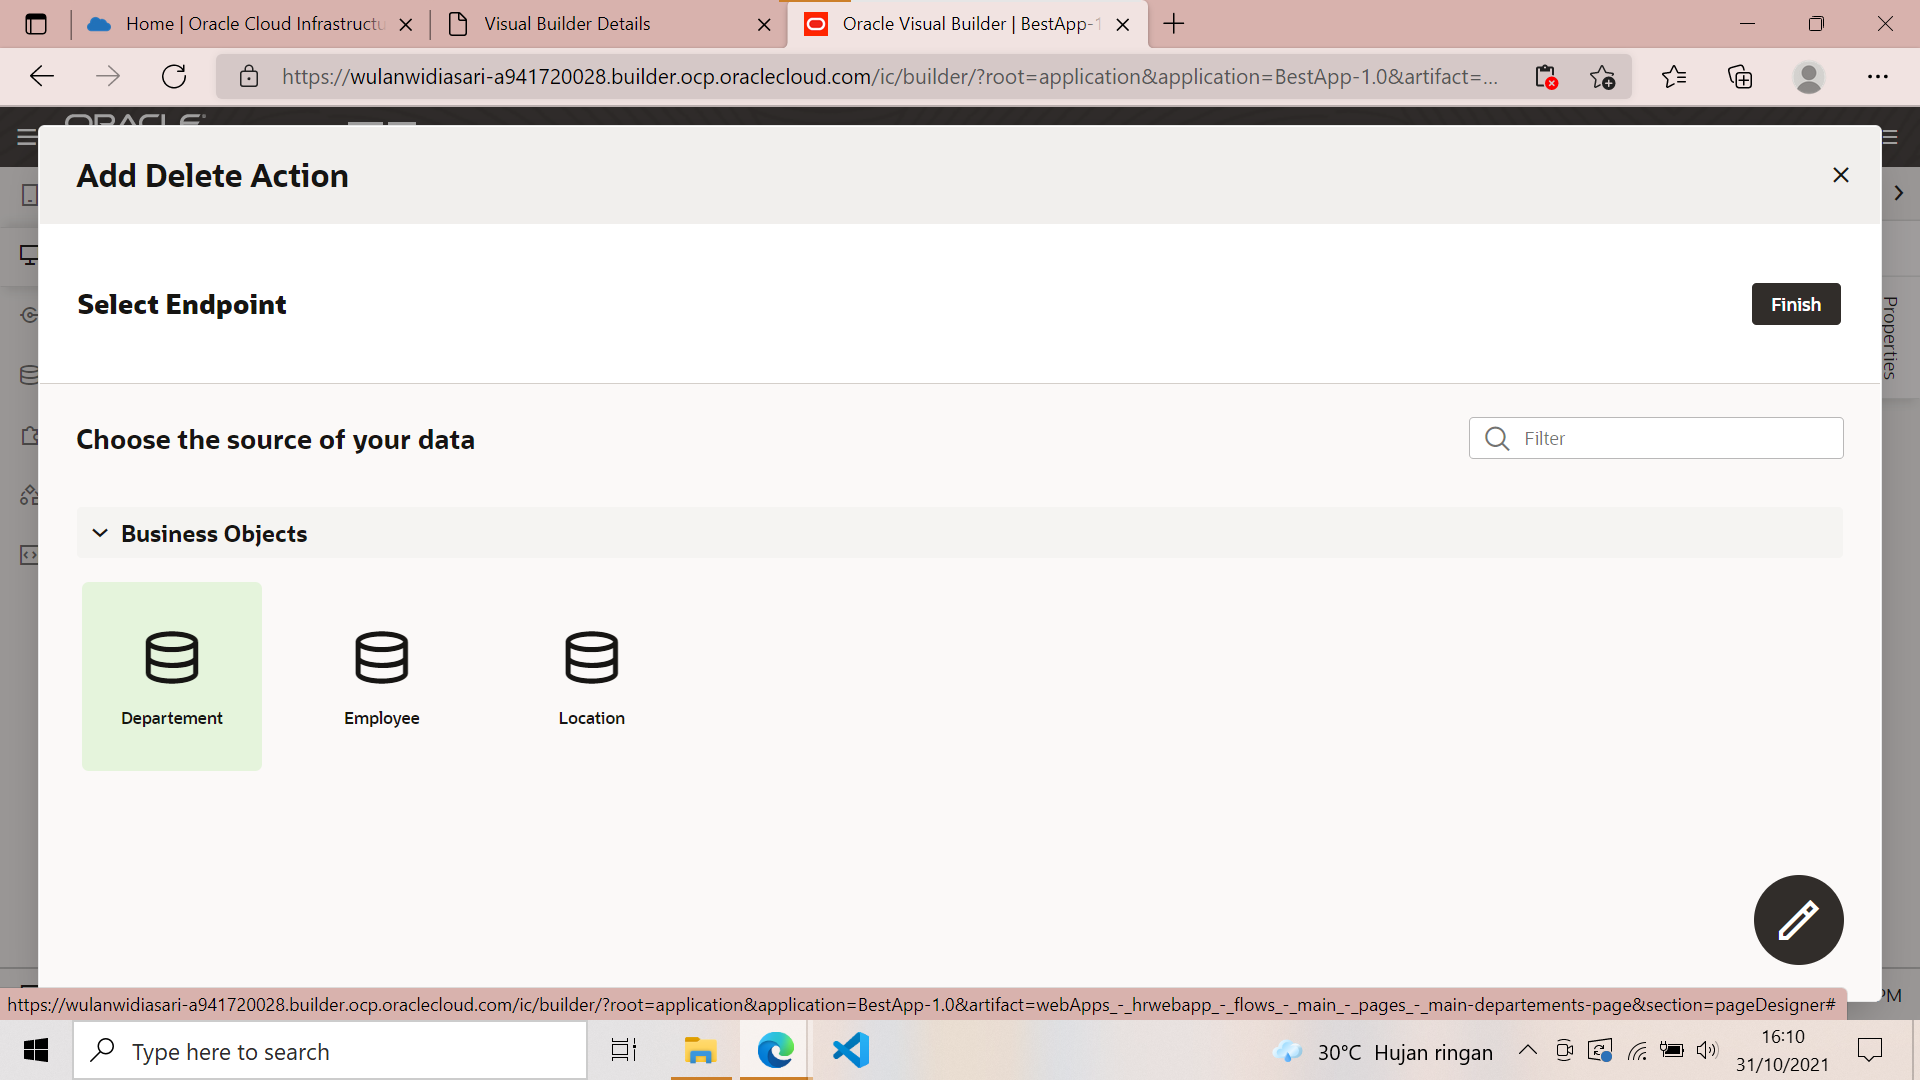 Home | Oracle Cloud Infrastructu
Visual Builder Details
Oracle Visual Builder | BestApp-1
https://wulanwidiasari-a941720028.builder.ocp.oraclecloud.com/ic/builder/?root=application&application=BestApp-1.0&artifact=...
ORACLE
Add Delete Action
Select Endpoint
Finish
Properties
Choose the source of your data
Filter
Business Objects
Departement
Employee
Location
https://wulanwidiasari-a941720028.builder.ocp.oraclecloud.com/ic/builder/?root=application&application=BestApp-1.0&artifact=webApps_-_hrwebapp_-_flows_-_main_-_pages_-_main-departements-page&section=pageDesigner#
PM
Type here to search
30°C Hujan ringan
16:10
31/10/2021